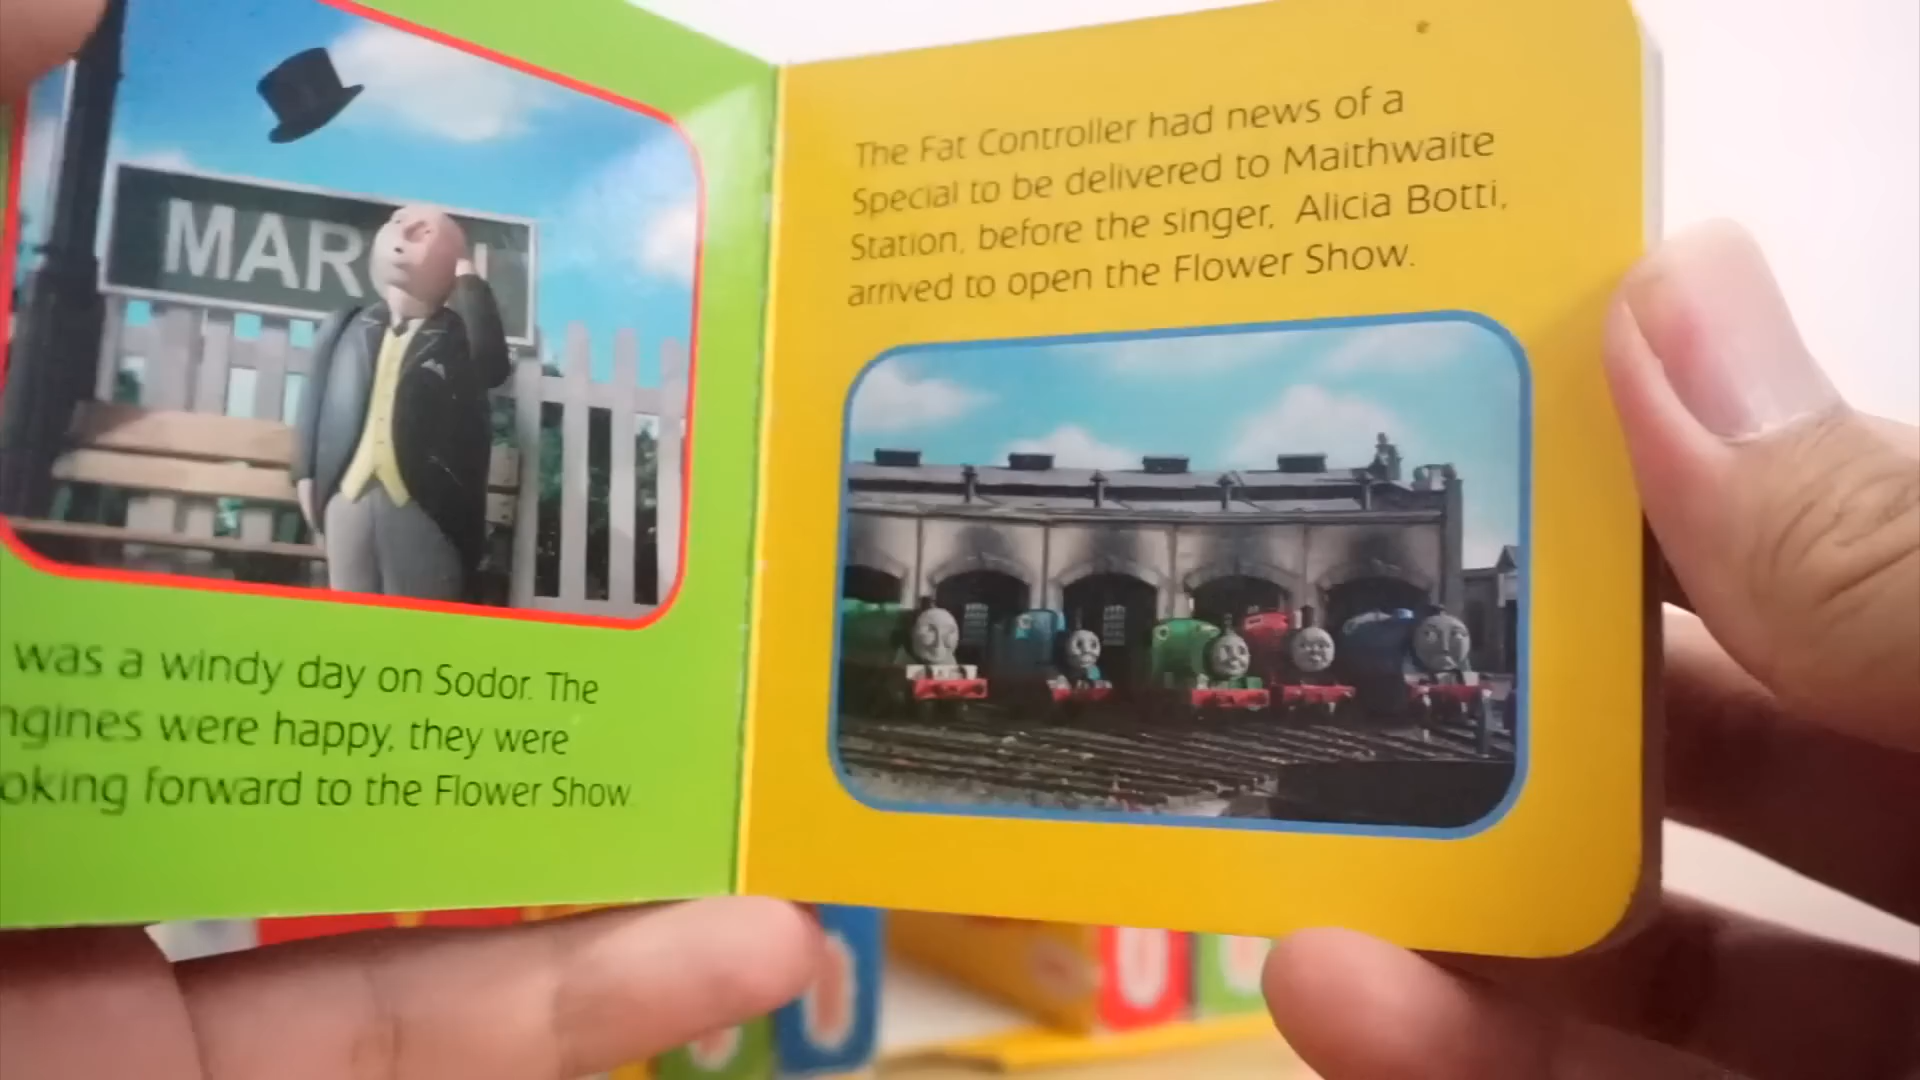 MAR
was a windy day on Sodor. The
ngines were happy, they were
oking forward to the Flower Show.
The Fat Controller had news of a
Special to be delivered to Maithwaite
Station, before the singer, Alicia Botti,
arrived to open the Flower Show.